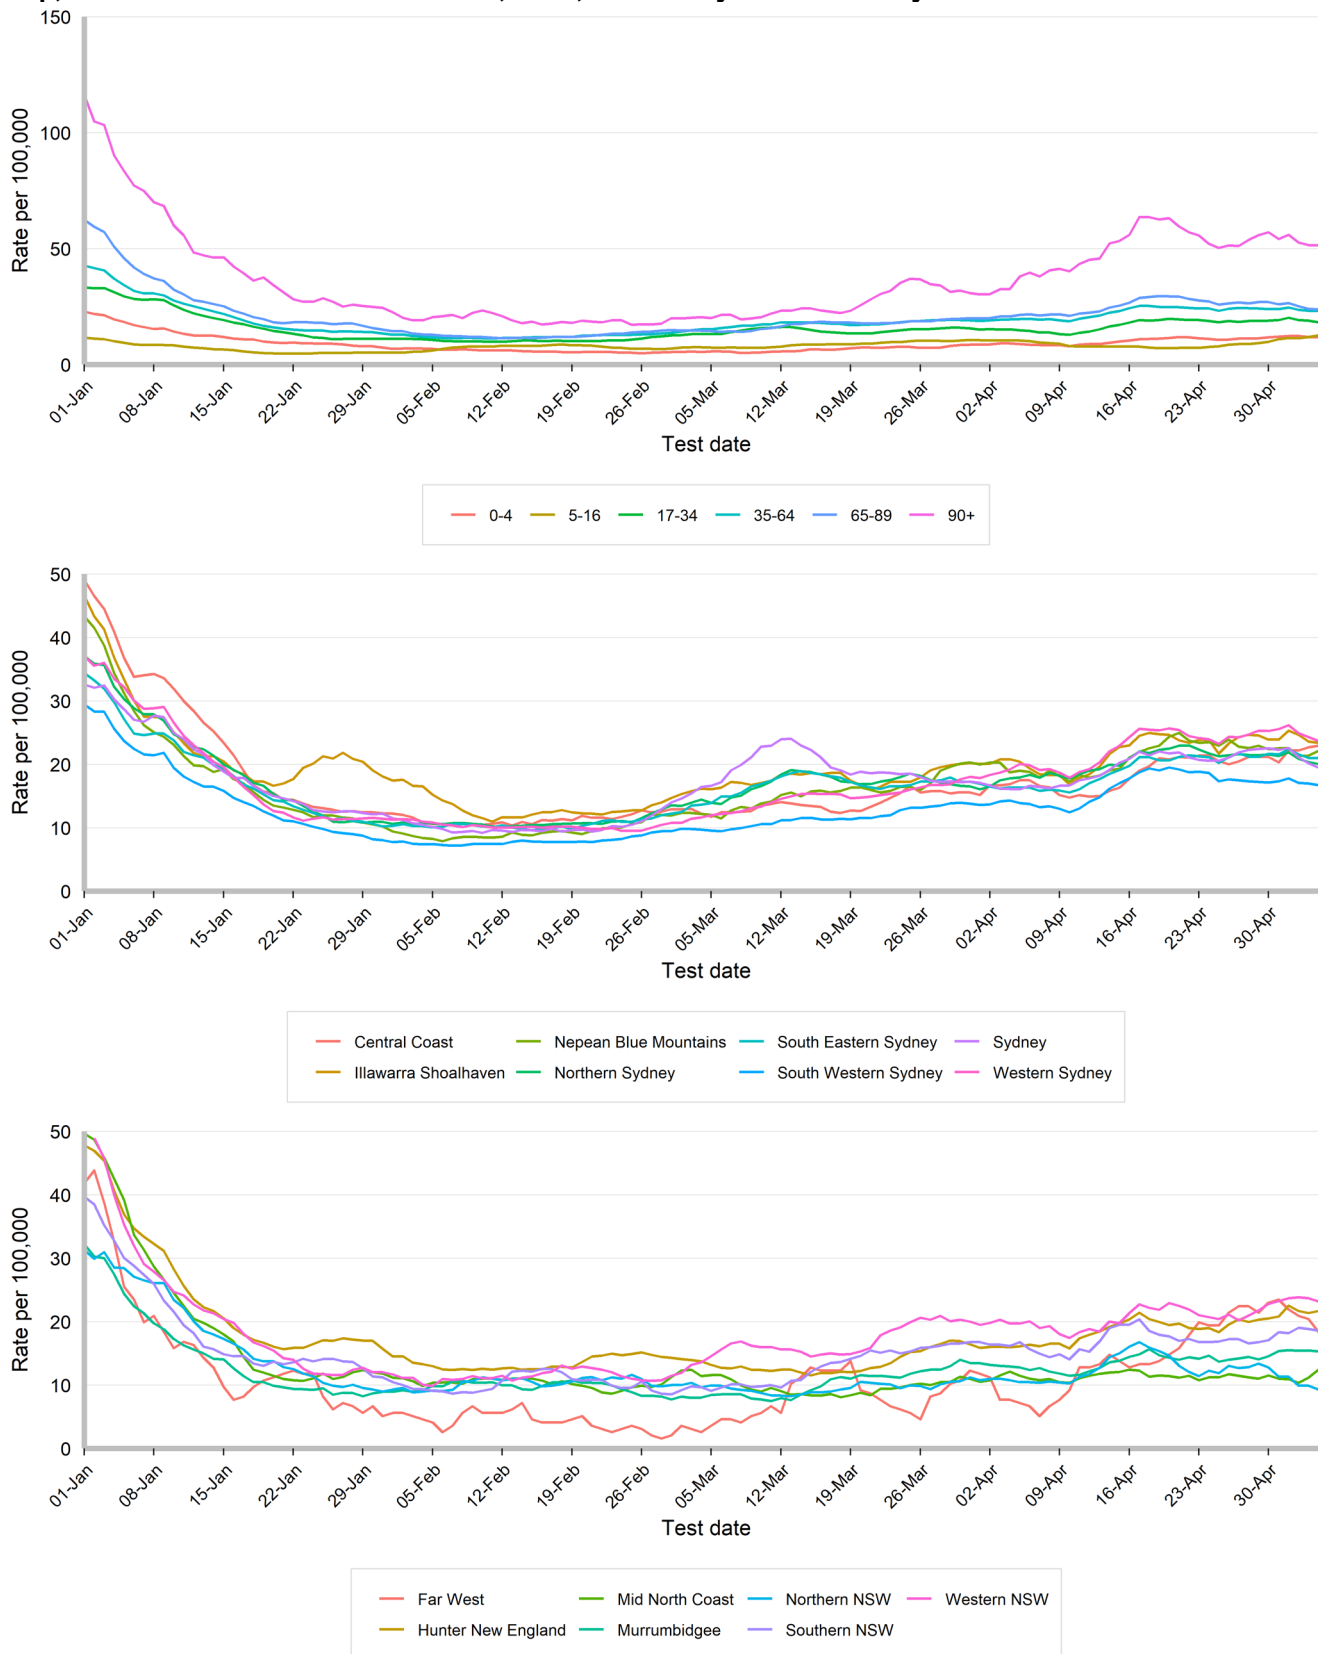 150
100
50
0
Rate per 100,000
01-Jan 08-Jan 15-Jan 22-Jan 29-Jan 05-Feb 12-Feb 19-Feb 26-Feb 05-Mar 12-Mar 19-Mar 26-Mar 02-Apr 09-Apr 16-Apr 23-Apr 30-Apr
Test date
0-4 5-16 17-34 35-64 65-89 90+
50
40
30
20
10
0
Rate per 100,000
01-Jan 08-Jan 15-Jan 22-Jan 29-Jan 05-Feb 12-Feb 19-Feb 26-Feb 05-Mar 12-Mar 19-Mar 26-Mar 02-Apr 09-Apr 16-Apr 23-Apr 30-Apr
Test date
Central Coast Nepean Blue Mountains South Eastern Sydney Sydney
Illawarra Shoalhaven Northern Sydney South Western Sydney Western Sydney
50
40
30
20
10
0
Rate per 100,000
01-Jan 08-Jan 15-Jan 22-Jan 29-Jan 05-Feb 12-Feb 19-Feb 26-Feb 05-Mar 12-Mar 19-Mar 26-Mar 02-Apr 09-Apr 16-Apr 23-Apr 30-Apr
Test date
Far West Mid North Coast Northern NSW Western NSW
Hunter New England Murrumbidgee Southern NSW